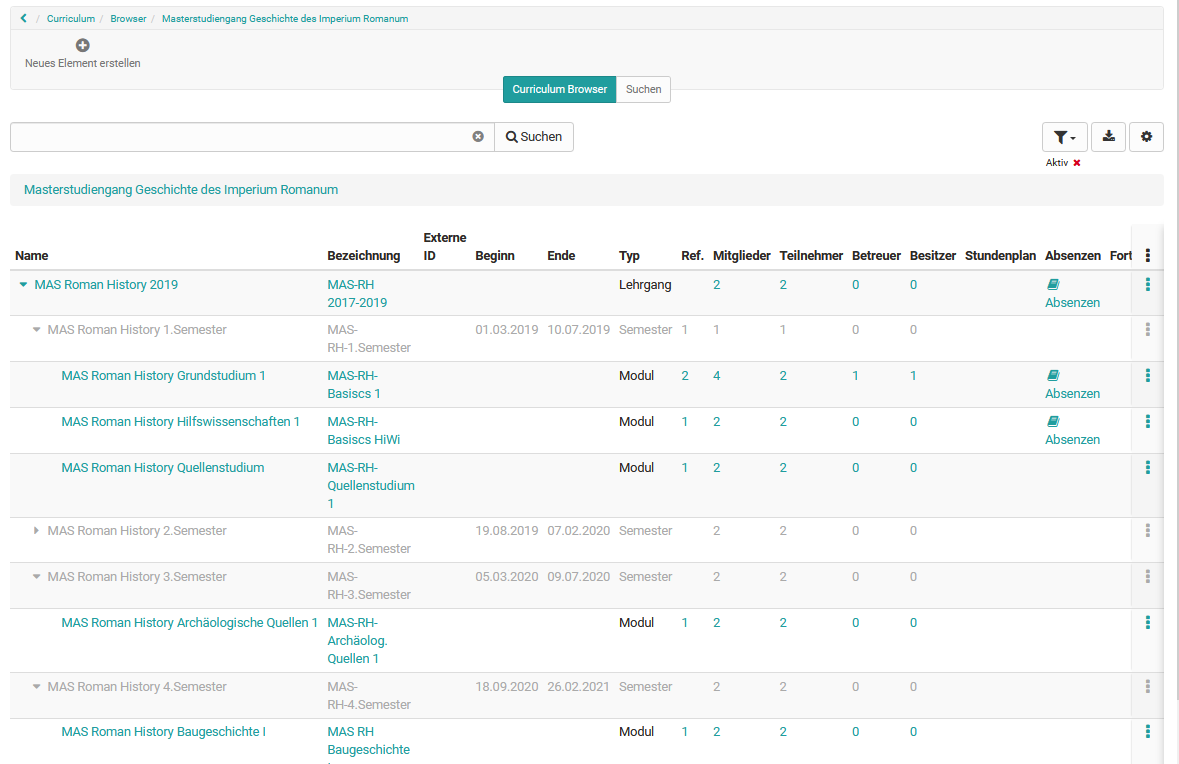 / Curriculum / Browser / Masterstudiengang Geschichte des Imperium Romanum
Neues Element erstellen
Curriculum Browser Suchen
Suchen
Aktiv
Masterstudiengang Geschichte des Imperium Romanum
Externe
Name Bezeichnung ID Beginn Ende Typ Ref. Mitglieder Teilnehmer Betreuer Besitzer Stundenplan Absenzen Fort
MAS Roman History 2019 MAS-RH Lehrgang 2 2 0 0
2017-2019 Absenzen
MAS Roman History 1.Semester MAS- 01.03.2019 10.07.2019 Semester 1 1 1 0 0
RH-1.Semester
MAS Roman History Grundstudium 1 MAS-RH- Modul 2 4 2 1 1
Basiscs 1 Absenzen
MAS Roman History Hilfswissenschaften 1 MAS-RH- Modul 1 2 2 0 0
Basiscs HiWi Absenzen
MAS Roman History Quellenstudium MAS-RH- Modul 1 2 2 0 0
Quellenstudium
1
MAS Roman History 2.Semester MAS- 19.08.2019 07.02.2020 Semester 2 2 0 0
RH-2.Semester
MAS Roman History 3.Semester MAS- 05.03.2020 09.07.2020 Semester 2 2 0 0
RH-3.Semester
MAS Roman History Archäologische Quellen 1 MAS-RH- Modul 1 2 2 0 0
Archäolog.
Quellen 1
MAS Roman History 4.Semester MAS- 18.09.2020 26.02.2021 Semester 2 2 0 0
RH-4.Semester
MAS Roman History Baugeschichte I MAS RH Modul 1 2 2 0 0
Baugeschichte